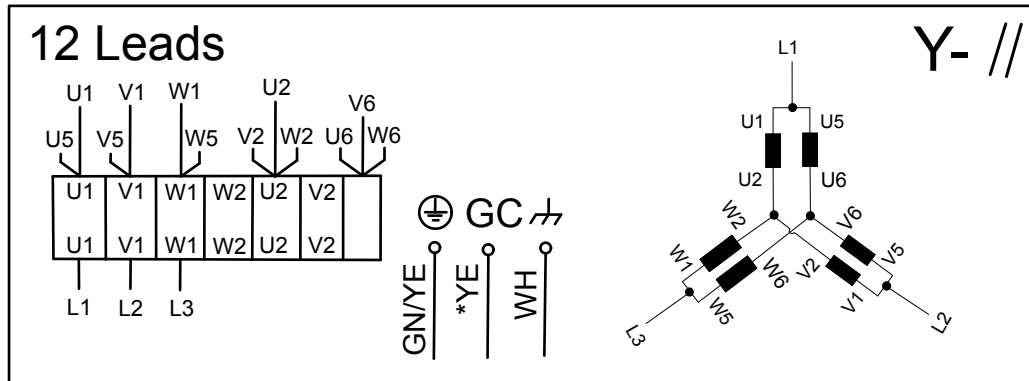 12 Leads
Y- //
U1 V1 W1 U2 V6
U5 V5 W5 V2 W2 U6 W6
U1 V1 W1 W2 U2 V2
U1 V1 W1 W2 U2 V2
L1 L2 L3
GC
GN/YE *YE WH
L1
U1 U5
U2 U6
W2 V6
W1 W6 V2 V5
W5 V1
L3 L2